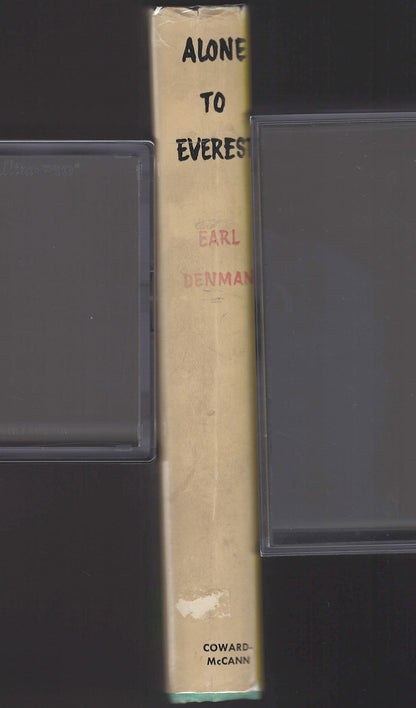 ALONE
TO
EVEREST
EARL
DENMAN
COWARD-
McCANN